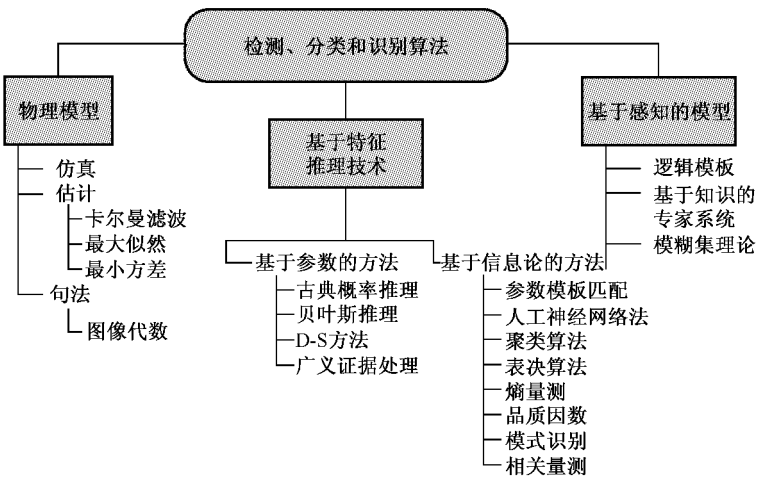 检测、分类和识别算法
物理模型
仿真
估计
卡尔曼滤波
最大似然
最小方差
句法
图像代数
基于特征
推理技术
基于参数的方法
古典概率推理
贝叶斯推理
D-S方法
广义证据处理
基于信息论的方法
参数模板匹配
人工神经网络法
聚类算法
表决算法
熵量测
品质因数
模式识别
相关量测
基于感知的模型
逻辑模板
基于知识的
专家系统
模糊集理论